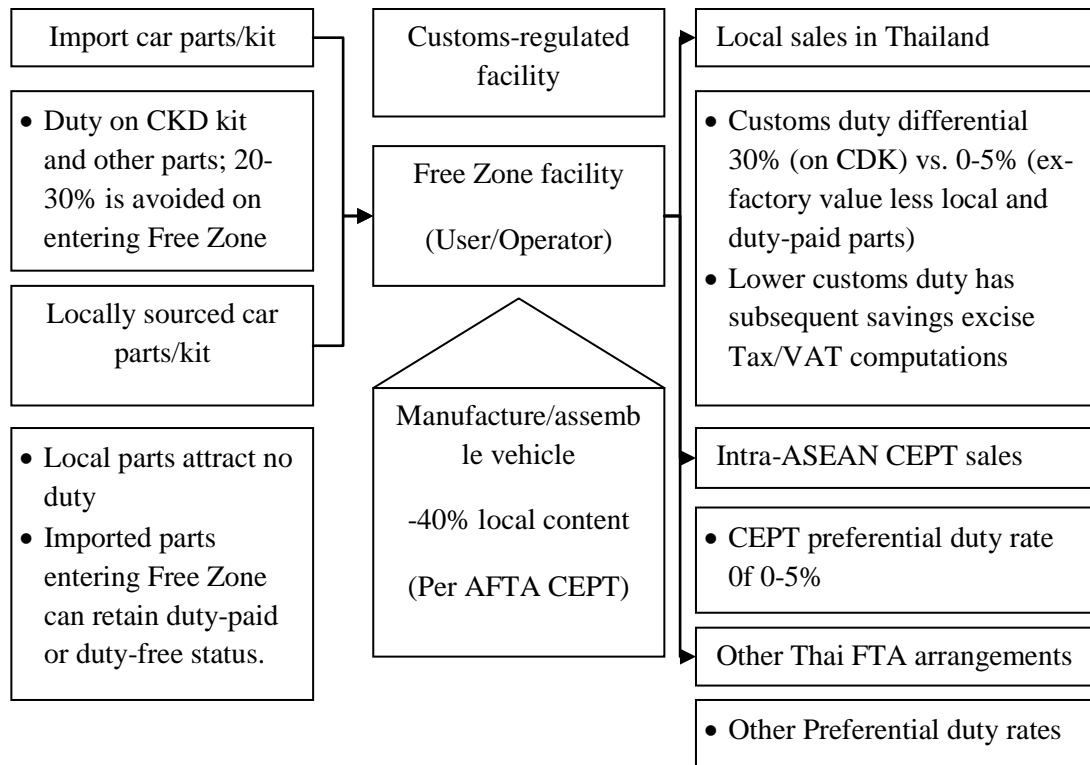 Import car parts/kit
• Duty on CKD kit
and other parts; 20-
30% is avoided on
entering Free Zone
Locally sourced car
parts/kit
• Local parts attract no
duty
• Imported parts
entering Free Zone
can retain duty-paid
or duty-free status.
Customs-regulated
facility
Free Zone facility
(User/Operator)
Manufacture/assemb
le vehicle
-40% local content
(Per AFTA CEPT)
Local sales in Thailand
• Customs duty differential
30% (on CDK) vs. 0-5% (ex-
factory value less local and
duty-paid parts)
• Lower customs duty has
subsequent savings excise
Tax/VAT computations
Intra-ASEAN CEPT sales
• CEPT preferential duty rate
0f 0-5%
Other Thai FTA arrangements
• Other Preferential duty rates